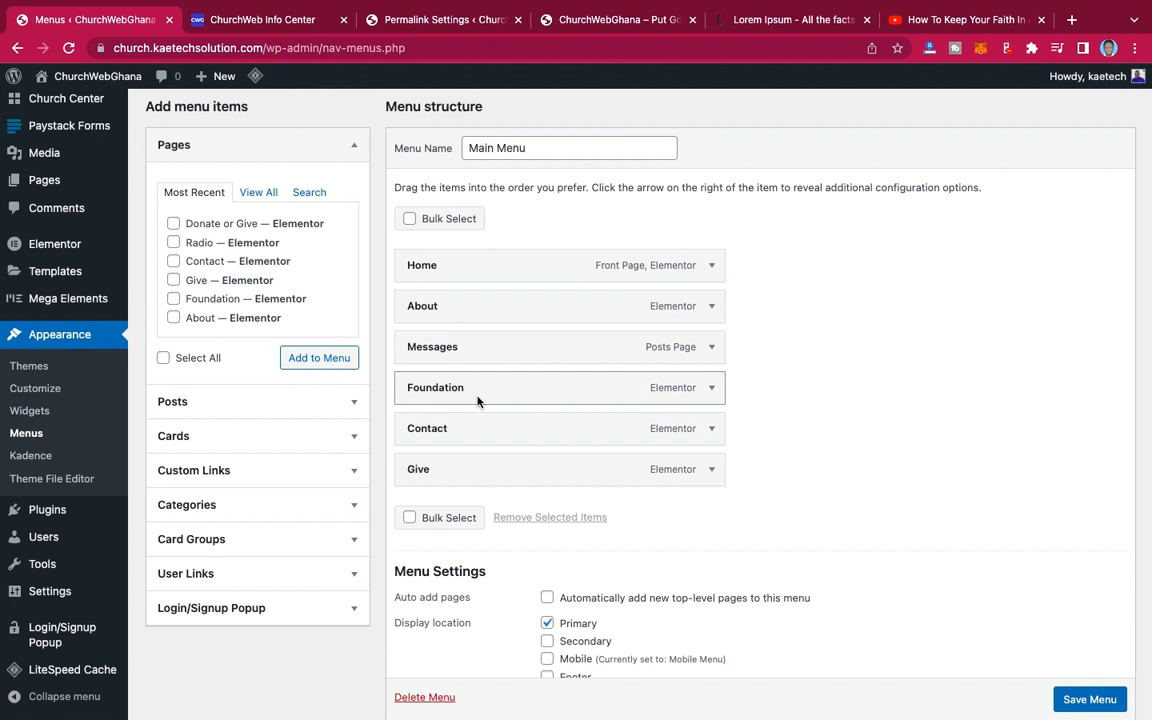 Menus ‹ ChurchWebGhana
ChurchWeb Info Center
Permalink Settings ‹ Churc
ChurchWebGhana – Put Go
Lorem Ipsum - All the facts
How To Keep Your Faith In
church.kaetechsolution.com/wp-admin/nav-menus.php
ChurchWebGhana
0
New
Howdy, kaetech
Church Center
Paystack Forms
Media
Pages
Comments
Elementor
Templates
Mega Elements
Appearance
Themes
Customize
Widgets
Menus
Kadence
Theme File Editor
Plugins
Users
Tools
Settings
Login/Signup
Popup
LiteSpeed Cache
Collapse menu
Add menu items
Pages
Most Recent
View All
Search
Donate or Give — Elementor
Radio — Elementor
Contact — Elementor
Give — Elementor
Foundation — Elementor
About — Elementor
Select All
Add to Menu
Posts
Cards
Custom Links
Categories
Card Groups
User Links
Login/Signup Popup
Menu structure
Menu Name
Main Menu
Drag the items into the order you prefer. Click the arrow on the right of the item to reveal additional configuration options.
Bulk Select
Home
Front Page, Elementor
About
Elementor
Messages
Posts Page
Foundation
Elementor
Contact
Elementor
Give
Elementor
Bulk Select
Remove Selected Items
Menu Settings
Auto add pages
Automatically add new top-level pages to this menu
Display location
Primary
Secondary
Mobile (Currently set to: Mobile Menu)
Footer
Delete Menu
Save Menu